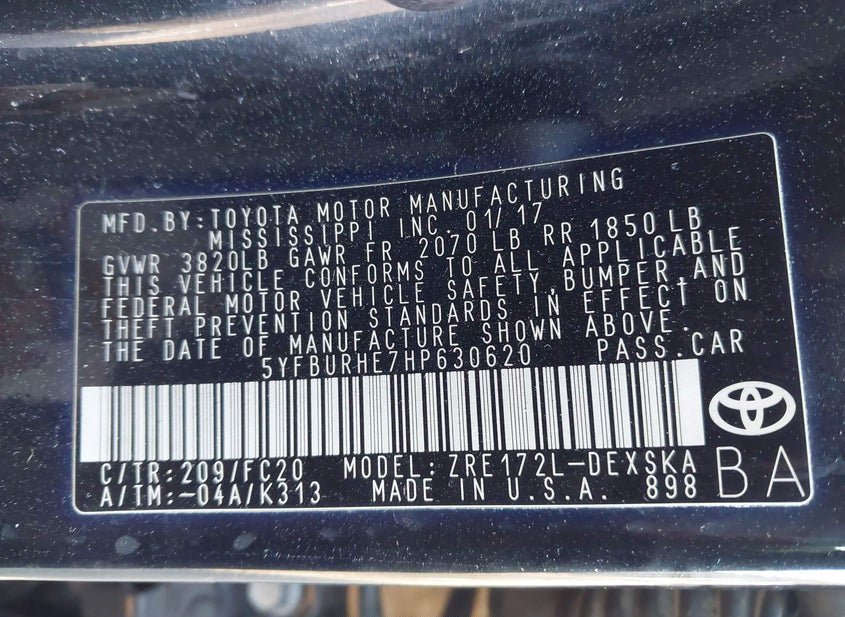 MFD.BY:TOYOTA MOTOR MANUFACTURING
MISSISSIPPI INC. 01/17
GVWR 3820LB GAWR FR 2070 LB RR 1850 LB
THIS VEHICLE CONFORMS TO ALL APPLICABLE
FEDERAL MOTOR VEHICLE SAFETY,BUMPER,AND
THEFT PREVENTION STANDARDS IN EFFECT ON
THE DATE OF MANUFACTURE SHOWN ABOVE.
5YFBURHE7HP630620 PASS.CAR
C/TR:209/FC20 MODEL: ZRE172L-DEXSKA
A/TM:-04A/K313 MADE IN U.S.A. 898
BA